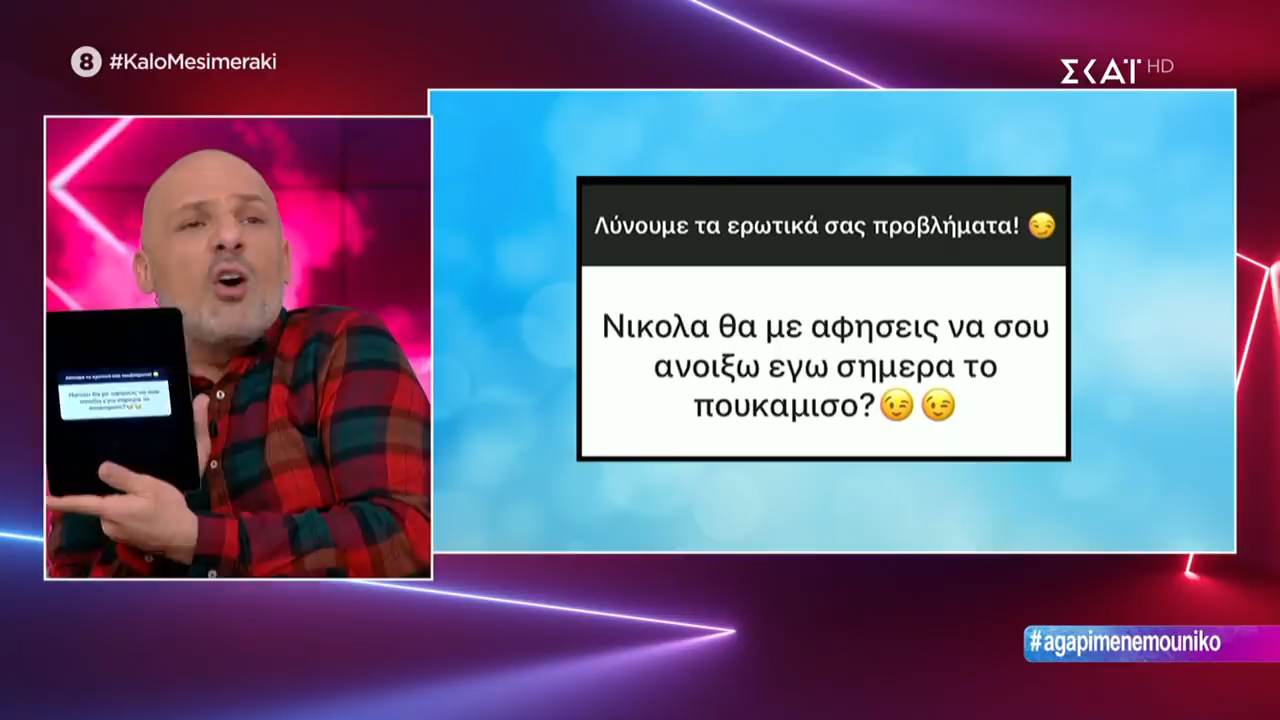 8 #KaloMesimeraki
ΣΚΑΪ HD
Λύνουμε τα ερωτικά σας προβλήματα! 😏
Νικολα θα με αφησεις να σου
ανοιξω εγω σημερα το
πουκαμισο?😉😉
#agapimenemouniko